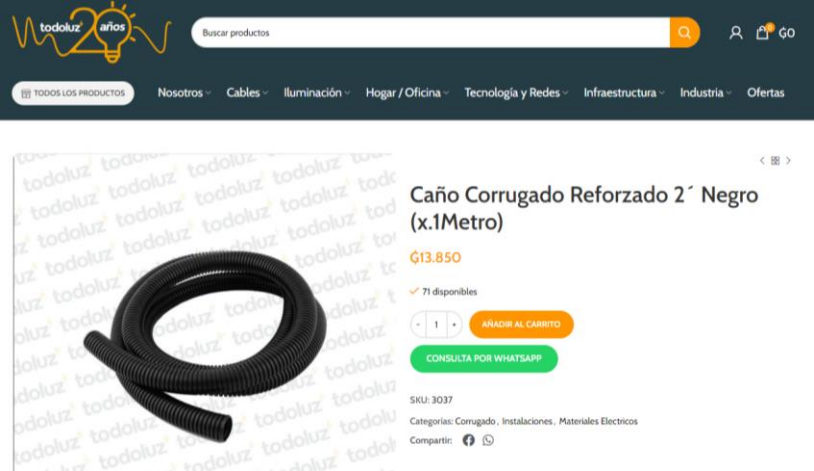 todoluz 20 años
Buscar productos
0
₲0
TODOS LOS PRODUCTOS
Nosotros
Cables
Iluminación
Hogar / Oficina
Tecnología y Redes
Infraestructura
Industria
Ofertas
Caño Corrugado Reforzado 2´ Negro
(x.1Metro)
₲13.850
71 disponibles
- 1 +
AÑADIR AL CARRITO
CONSULTA POR WHATSAPP
SKU: 3037
Categorías: Corrugado, Instalaciones, Materiales Electricos
Compartir:
todoluz